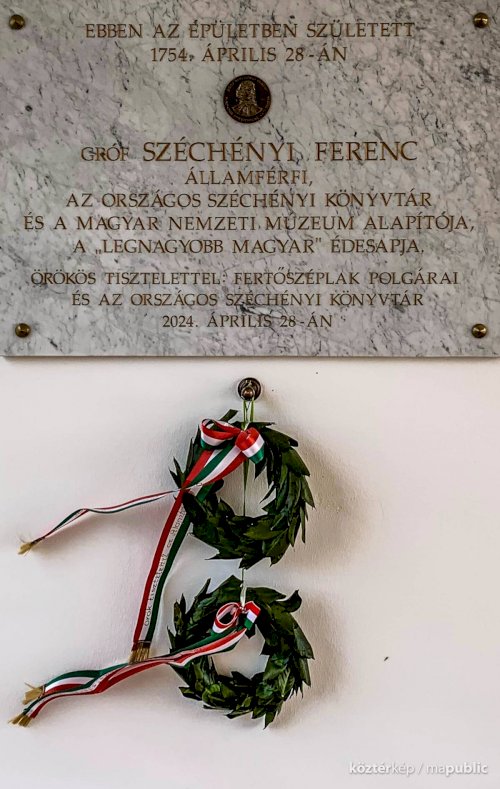 EBBEN AZ ÉPÜLETBEN SZÜLETETT
1754. ÁPRILIS 28-ÁN
GRÓF SZÉCHÉNYI FERENC
ÁLLAMFÉRFI,
AZ ORSZÁGOS SZÉCHÉNYI KÖNYVTÁR
ÉS A MAGYAR NEMZETI MÚZEUM ALAPÍTÓJA,
A „LEGNAGYOBB MAGYAR" ÉDESAPJA.
ÖRÖKÖS TISZTELETTEL: FERTŐSZÉPLAK POLGÁRAI
ÉS AZ ORSZÁGOS SZÉCHÉNYI KÖNYVTÁR
2024. ÁPRILIS 28-ÁN
köztérkép / mapublic